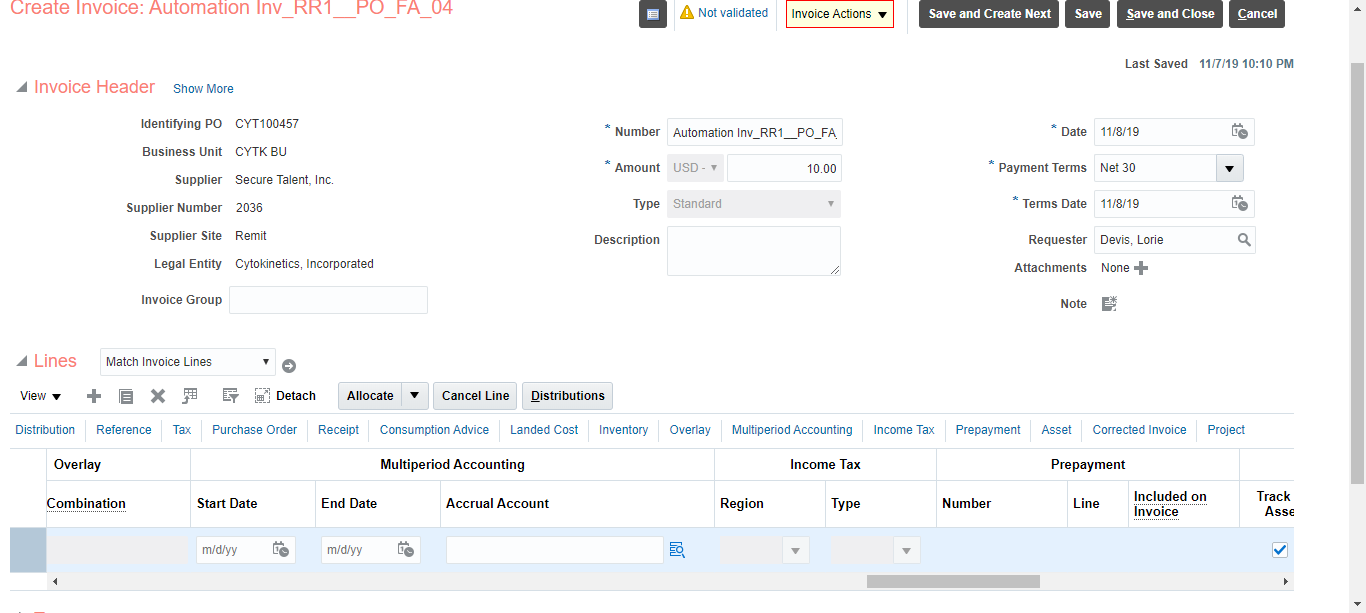 Create Invoice: Automation Inv_RR1__PO_FA_04
Not validated
Invoice Actions
Save and Create Next
Save
Save and Close
Cancel
Last Saved 11/7/19 10:10 PM
Invoice Header Show More
Identifying PO CYT100457
Business Unit CYTK BU
Supplier Secure Talent, Inc.
Supplier Number 2036
Supplier Site Remit
Legal Entity Cytokinetics, Incorporated
Invoice Group
* Number Automation Inv_RR1__PO_FA_
* Amount USD - 10.00
Type Standard
Description
* Date 11/8/19
* Payment Terms Net 30
* Terms Date 11/8/19
Requester Devis, Lorie
Attachments None
Note
Lines Match Invoice Lines
View Detach Allocate Cancel Line Distributions
Distribution Reference Tax Purchase Order Receipt Consumption Advice Landed Cost Inventory Overlay Multiperiod Accounting Income Tax Prepayment Asset Corrected Invoice Project
Overlay Multiperiod Accounting Income Tax Prepayment
Combination Start Date End Date Accrual Account Region Type Number Line Included on Invoice Track Asse
m/d/yy m/d/yy